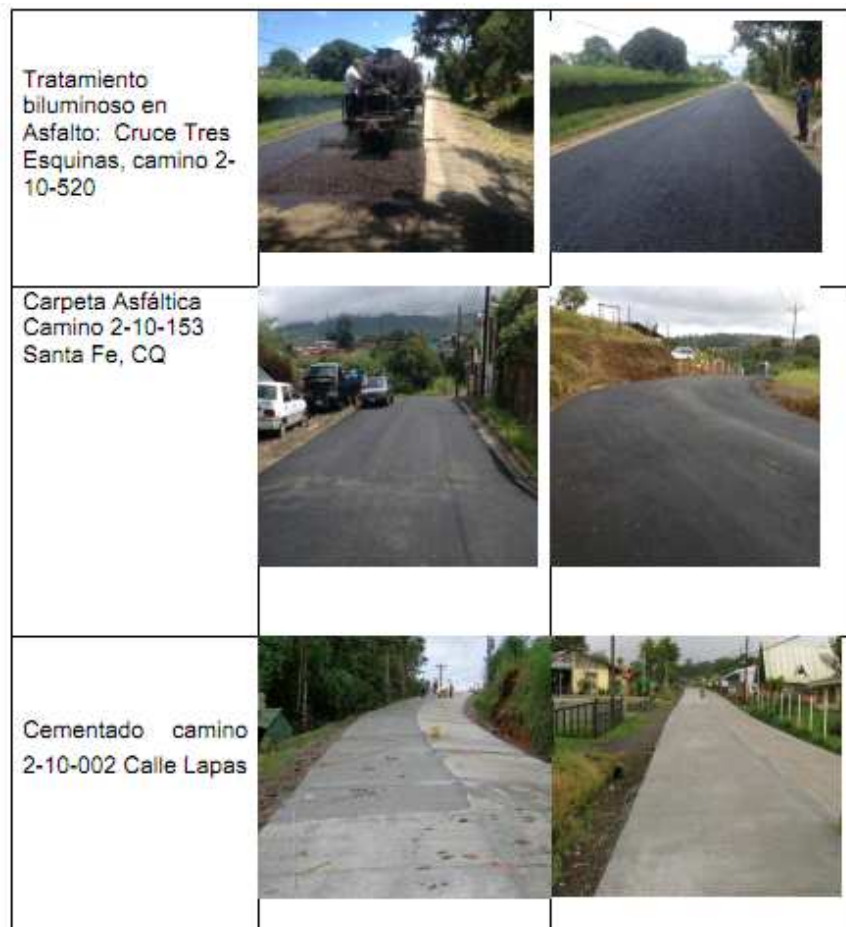 Tratamiento
biluminoso en
Asfalto: Cruce Tres
Esquinas, camino 2-
10-520
Carpeta Asfáltica
Camino 2-10-153
Santa Fe, CQ
Cementado camino
2-10-002 Calle Lapas